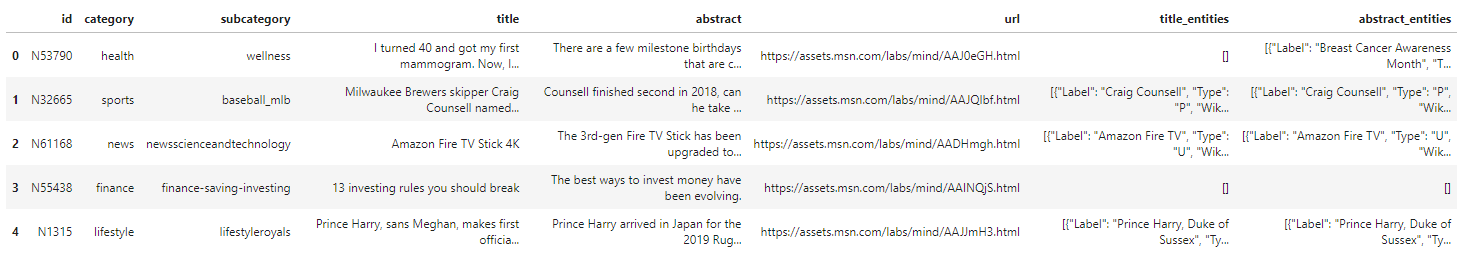 id category subcategory title abstract url title_entities abstract_entities
0 N53790 health wellness I turned 40 and got my first mammogram. Now, I... There are a few milestone birthdays that are c... https://assets.msn.com/labs/mind/AAJ0eGH.html [] [{"Label": "Breast Cancer Awareness Month", "T...
1 N32665 sports baseball_mlb Milwaukee Brewers skipper Craig Counsell named... Counsell finished second in 2018, can he take ... https://assets.msn.com/labs/mind/AAJQlbf.html [{"Label": "Craig Counsell", "Type": "P", "Wik... [{"Label": "Craig Counsell", "Type": "P", "Wik...
2 N61168 news newsscienceandtechnology Amazon Fire TV Stick 4K The 3rd-gen Fire TV Stick has been upgraded to... https://assets.msn.com/labs/mind/AADHmgh.html [{"Label": "Amazon Fire TV", "Type": "U", "Wik... [{"Label": "Amazon Fire TV", "Type": "U", "Wik...
3 N55438 finance finance-saving-investing 13 investing rules you should break The best ways to invest money have been evolving. https://assets.msn.com/labs/mind/AAINQjS.html [] []
4 N1315 lifestyle lifestyleroyals Prince Harry, sans Meghan, makes first officia... Prince Harry arrived in Japan for the 2019 Rug... https://assets.msn.com/labs/mind/AAJJmH3.html [{"Label": "Prince Harry, Duke of Sussex", "Ty... [{"Label": "Prince Harry, Duke of Sussex", "Ty...